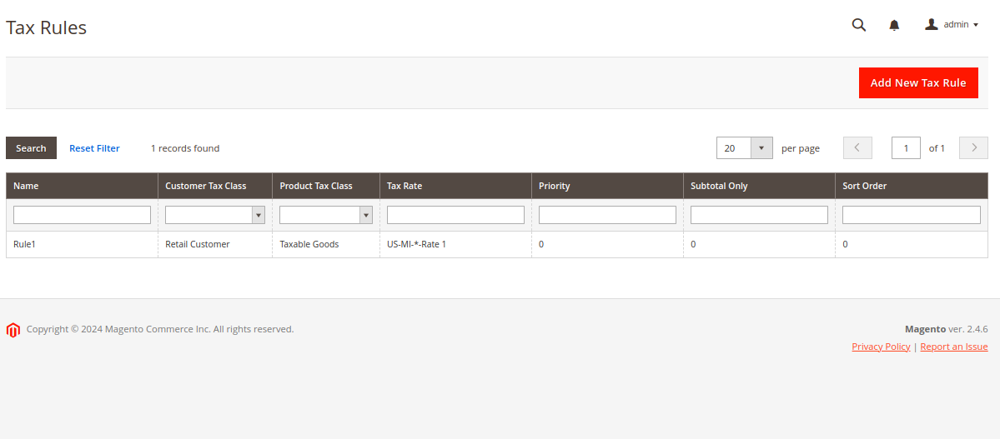 Tax Rules
admin
Add New Tax Rule
Search Reset Filter 1 records found 20 per page 1 of 1
Name Customer Tax Class Product Tax Class Tax Rate Priority Subtotal Only Sort Order
Rule1 Retail Customer Taxable Goods US-MI-*-Rate 1 0 0 0
Copyright © 2024 Magento Commerce Inc. All rights reserved. Magento ver. 2.4.6
Privacy Policy | Report an Issue